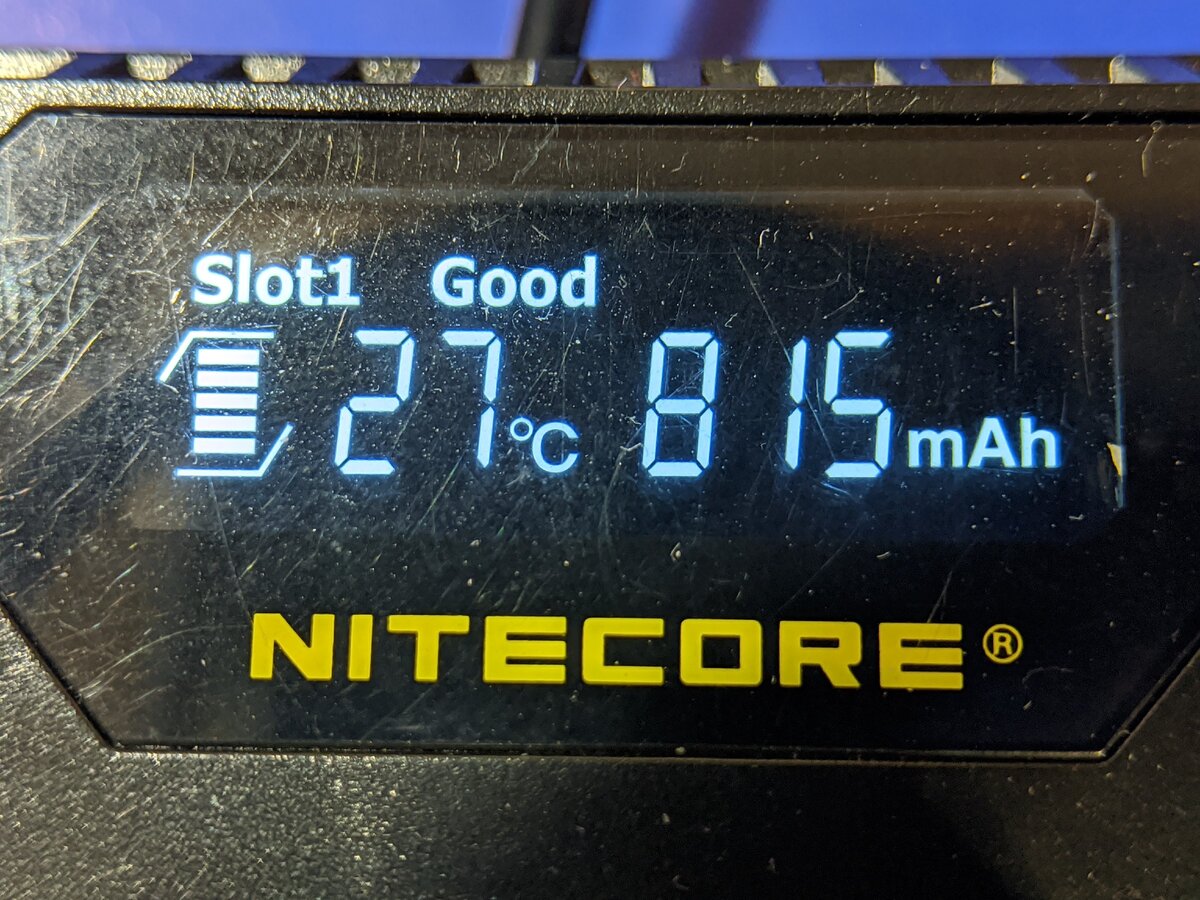 Slot1 Good
27°C 815mAh
NITECORE®